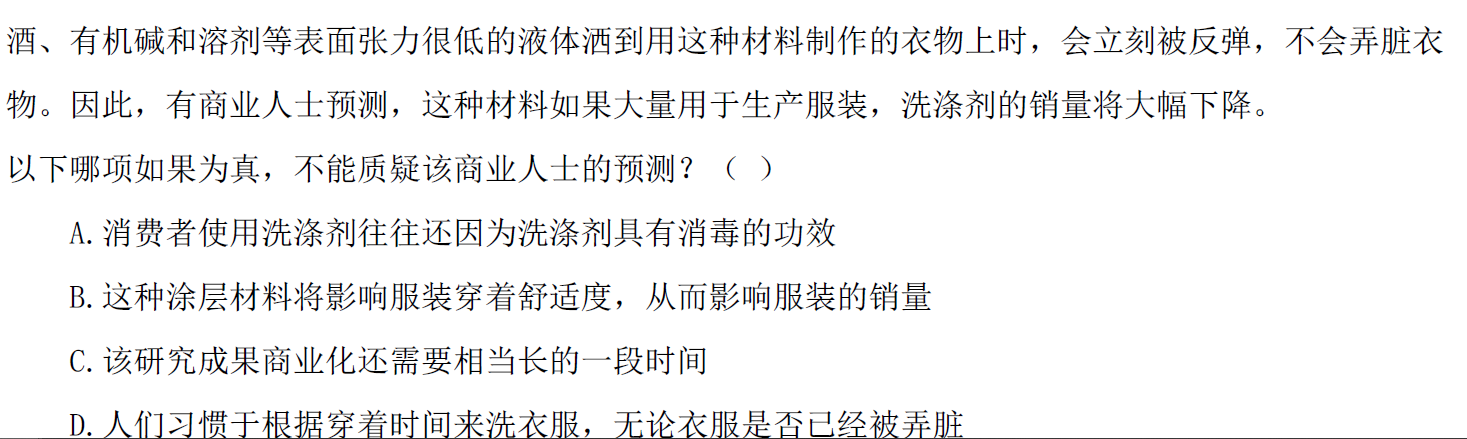 酒、有机碱和溶剂等表面张力很低的液体洒到用这种材料制作的衣物上时，会立刻被反弹，不会弄脏衣
物。因此，有商业人士预测，这种材料如果大量用于生产服装，洗涤剂的销量将大幅下降。
以下哪项如果为真，不能质疑该商业人士的预测？（ ）
A.消费者使用洗涤剂往往还因为洗涤剂具有消毒的功效
B.这种涂层材料将影响服装穿着舒适度，从而影响服装的销量
C.该研究成果商业化还需要相当长的一段时间
D.人们习惯于根据穿着时间来洗衣服，无论衣服是否已经被弄脏